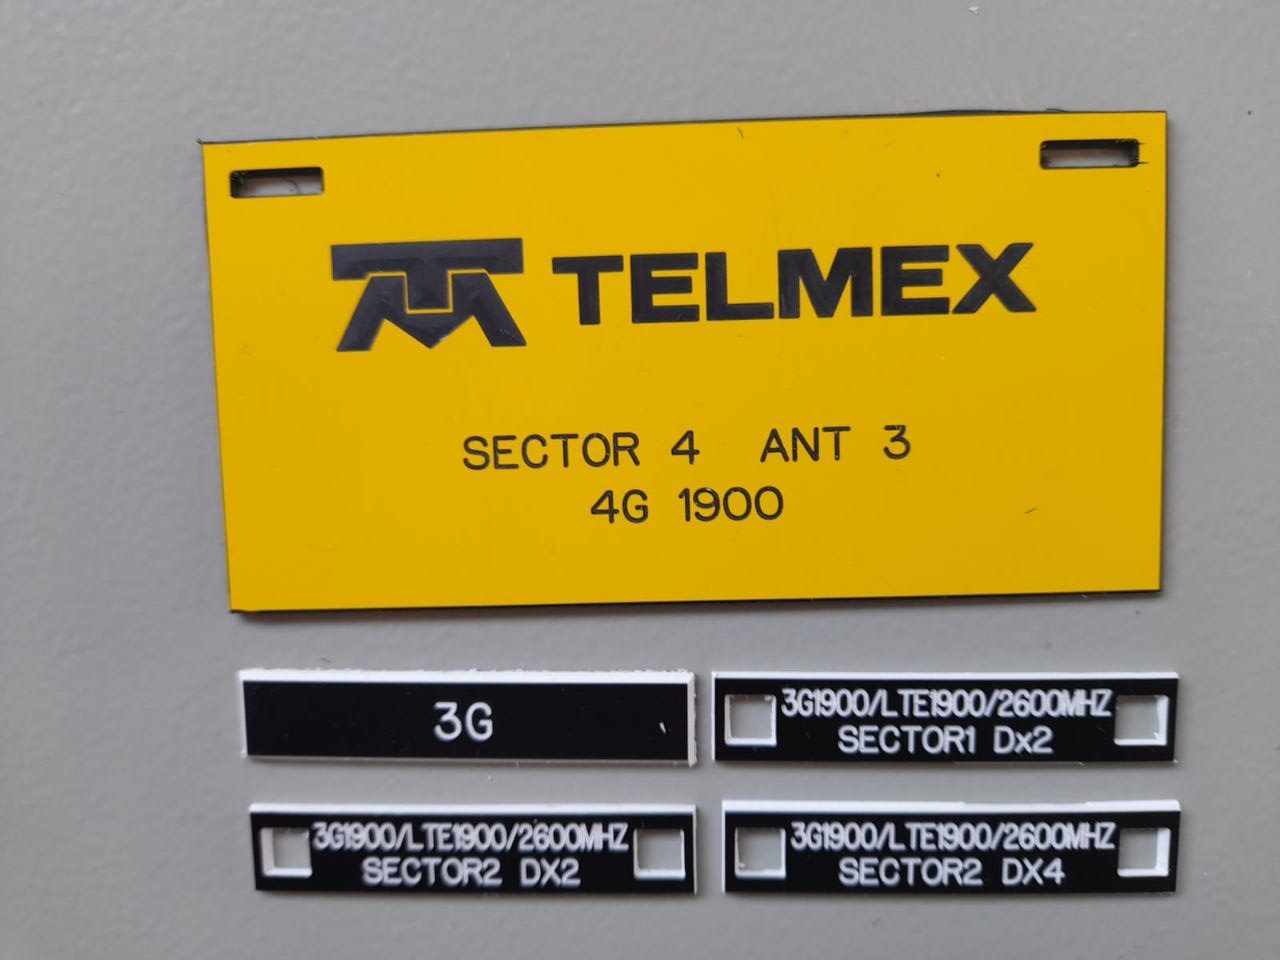 TELMEX
SECTOR 4 ANT 3
4G 1900
3G
3G1900/LTE1900/2600MHZ
SECTOR1 Dx2
3G1900/LTE1900/2600MHZ
SECTOR2 DX2
3G1900/LTE1900/2600MHZ
SECTOR2 DX4